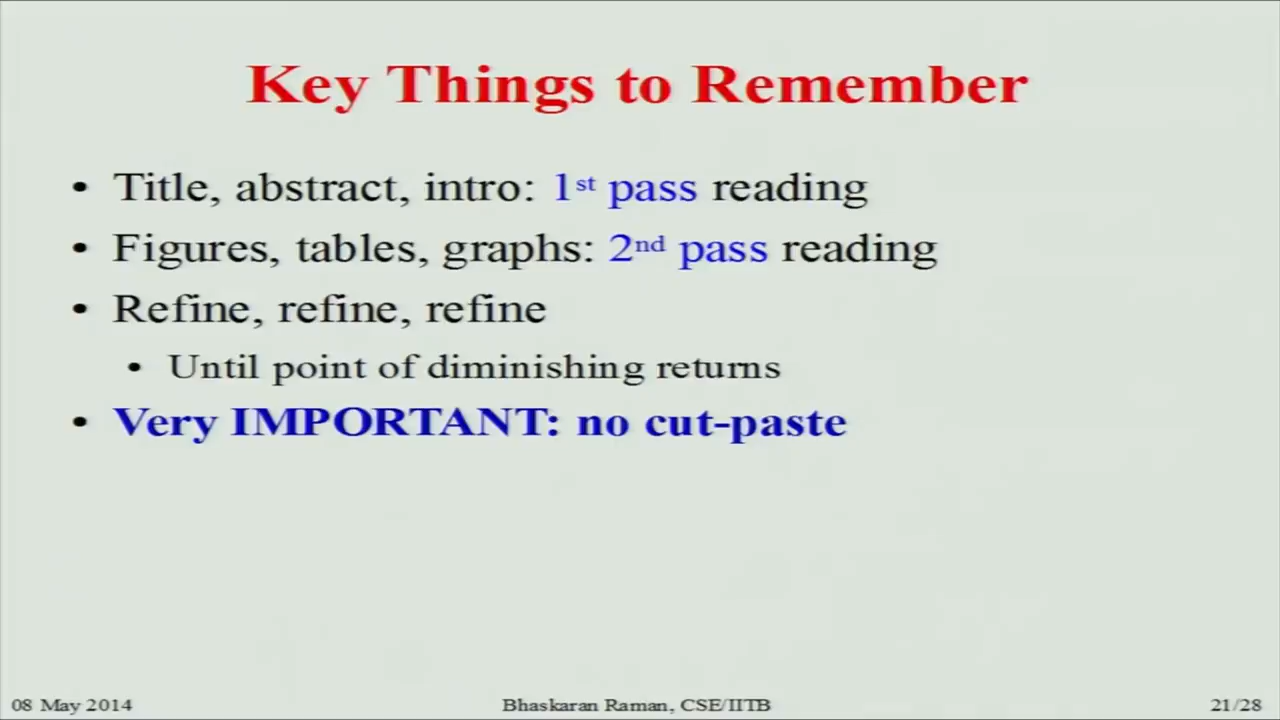 Key Things to Remember
• Title, abstract, intro: 1st pass reading
• Figures, tables, graphs: 2nd pass reading
• Refine, refine, refine
• Until point of diminishing returns
• Very IMPORTANT: no cut-paste
08 May 2014
Bhaskaran Raman, CSE/IITB
21/28